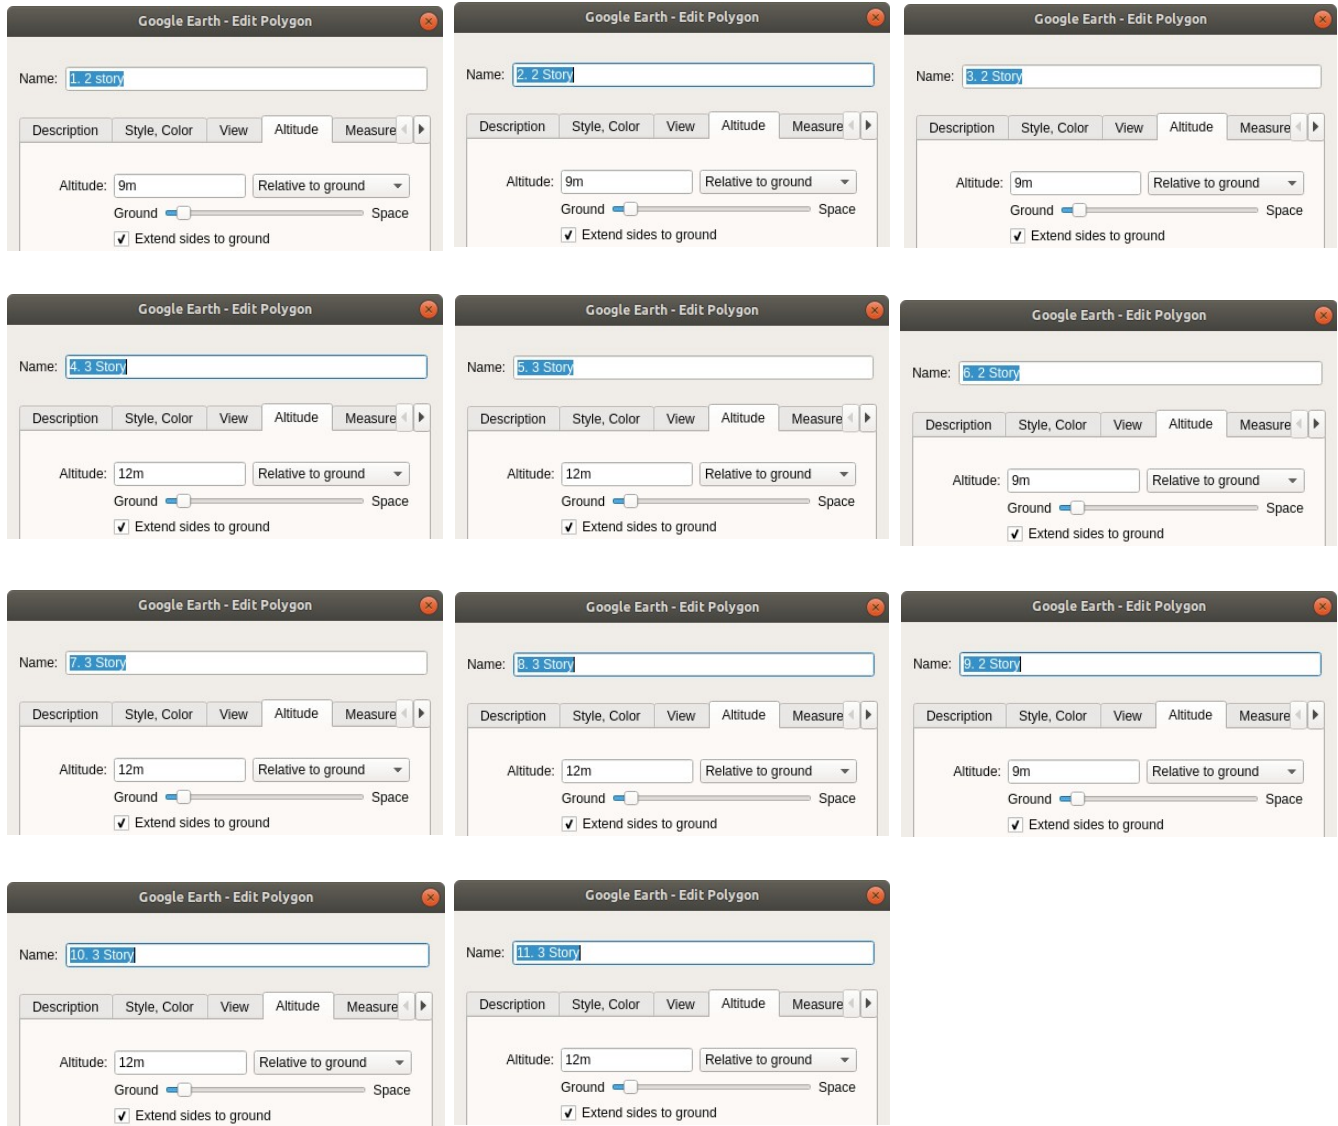 Google Earth - Edit Polygon
Name: 1. 2 story
Description Style, Color View Altitude Measure
Altitude: 9m Relative to ground
Ground Space
Extend sides to ground
Google Earth - Edit Polygon
Name: 2. 2 Story
Description Style, Color View Altitude Measure
Altitude: 9m Relative to ground
Ground Space
Extend sides to ground
Google Earth - Edit Polygon
Name: 3. 2 Story
Description Style, Color View Altitude Measure
Altitude: 9m Relative to ground
Ground Space
Extend sides to ground
Google Earth - Edit Polygon
Name: 4. 3 Story
Description Style, Color View Altitude Measure
Altitude: 12m Relative to ground
Ground Space
Extend sides to ground
Google Earth - Edit Polygon
Name: 5. 3 Story
Description Style, Color View Altitude Measure
Altitude: 12m Relative to ground
Ground Space
Extend sides to ground
Google Earth - Edit Polygon
Name: 6. 2 Story
Description Style, Color View Altitude Measure
Altitude: 9m Relative to ground
Ground Space
Extend sides to ground
Google Earth - Edit Polygon
Name: 7. 3 Story
Description Style, Color View Altitude Measure
Altitude: 12m Relative to ground
Ground Space
Extend sides to ground
Google Earth - Edit Polygon
Name: 8. 3 Story
Description Style, Color View Altitude Measure
Altitude: 12m Relative to ground
Ground Space
Extend sides to ground
Google Earth - Edit Polygon
Name: 9. 2 Story
Description Style, Color View Altitude Measure
Altitude: 9m Relative to ground
Ground Space
Extend sides to ground
Google Earth - Edit Polygon
Name: 10. 3 Story
Description Style, Color View Altitude Measure
Altitude: 12m Relative to ground
Ground Space
Extend sides to ground
Google Earth - Edit Polygon
Name: 11. 3 Story
Description Style, Color View Altitude Measure
Altitude: 12m Relative to ground
Ground Space
Extend sides to ground